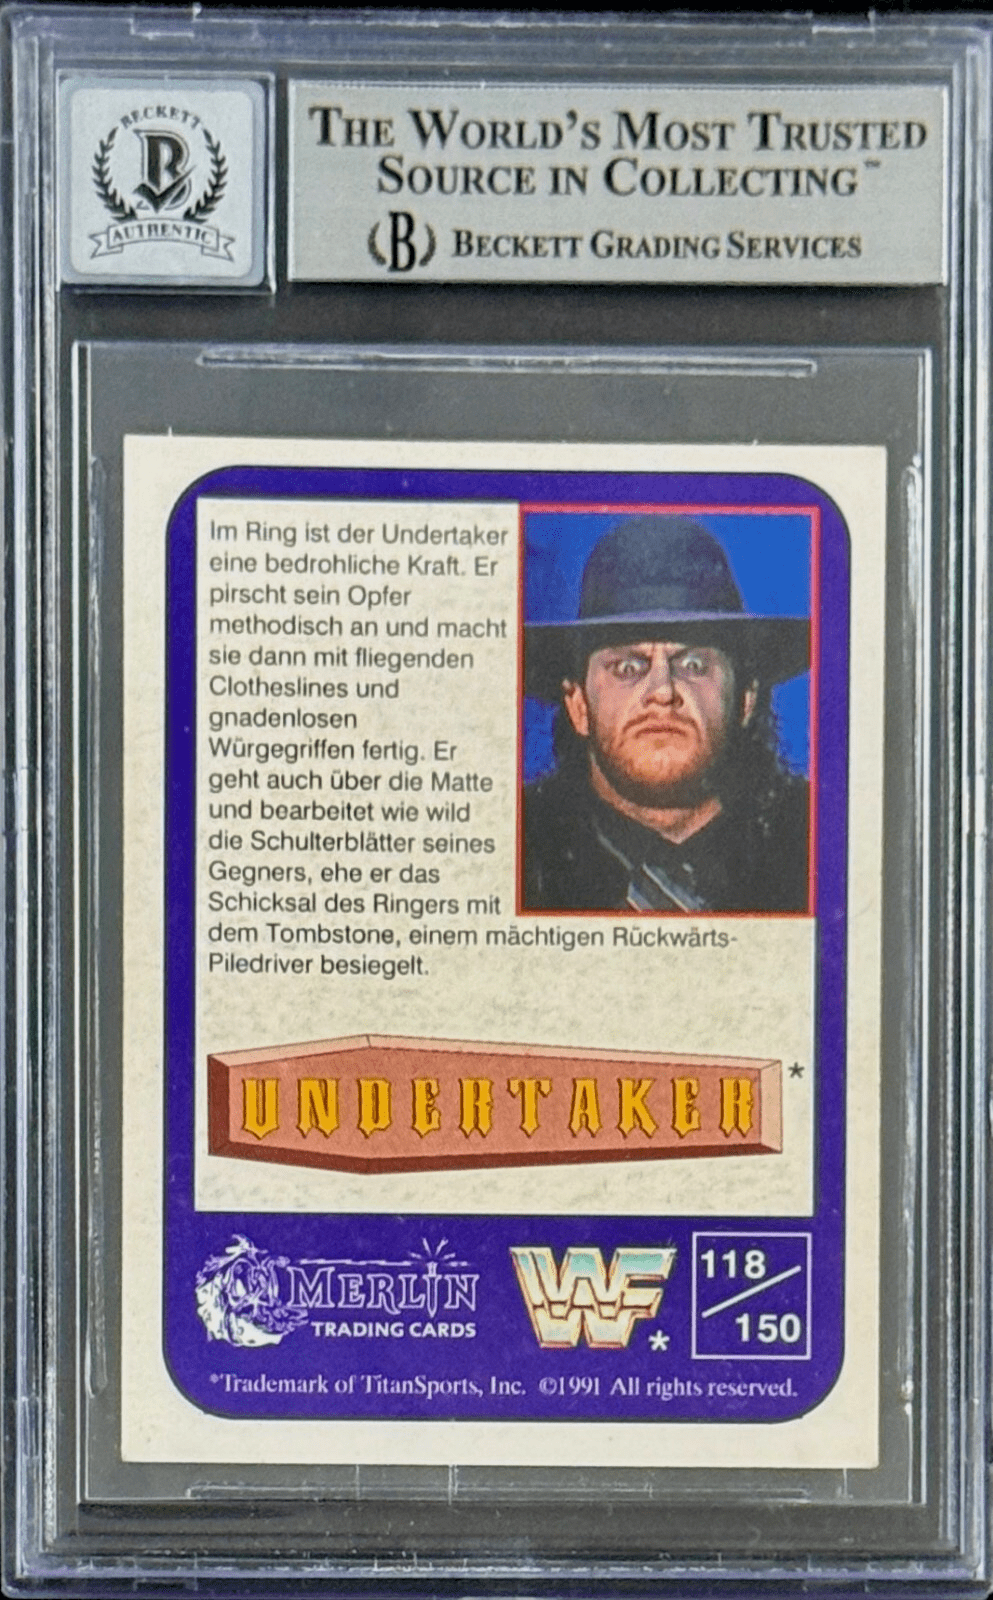 BECKETT
B
AUTHENTIC
THE WORLD'S MOST TRUSTED
SOURCE IN COLLECTING™
(B) BECKETT GRADING SERVICES
Im Ring ist der Undertaker
eine bedrohliche Kraft. Er
pirscht sein Opfer
methodisch an und macht
sie dann mit fliegenden
Clotheslines und
gnadenlosen
Würgegriffen fertig. Er
geht auch über die Matte
und bearbeitet wie wild
die Schulterblätter seines
Gegners, ehe er das
Schicksal des Ringers mit
dem Tombstone, einem mächtigen Rückwärts-
Piledriver besiegelt.
UNDERTAKER*
MERLIN
TRADING CARDS
WF*
118/150
*Trademark of TitanSports, Inc. ©1991 All rights reserved.